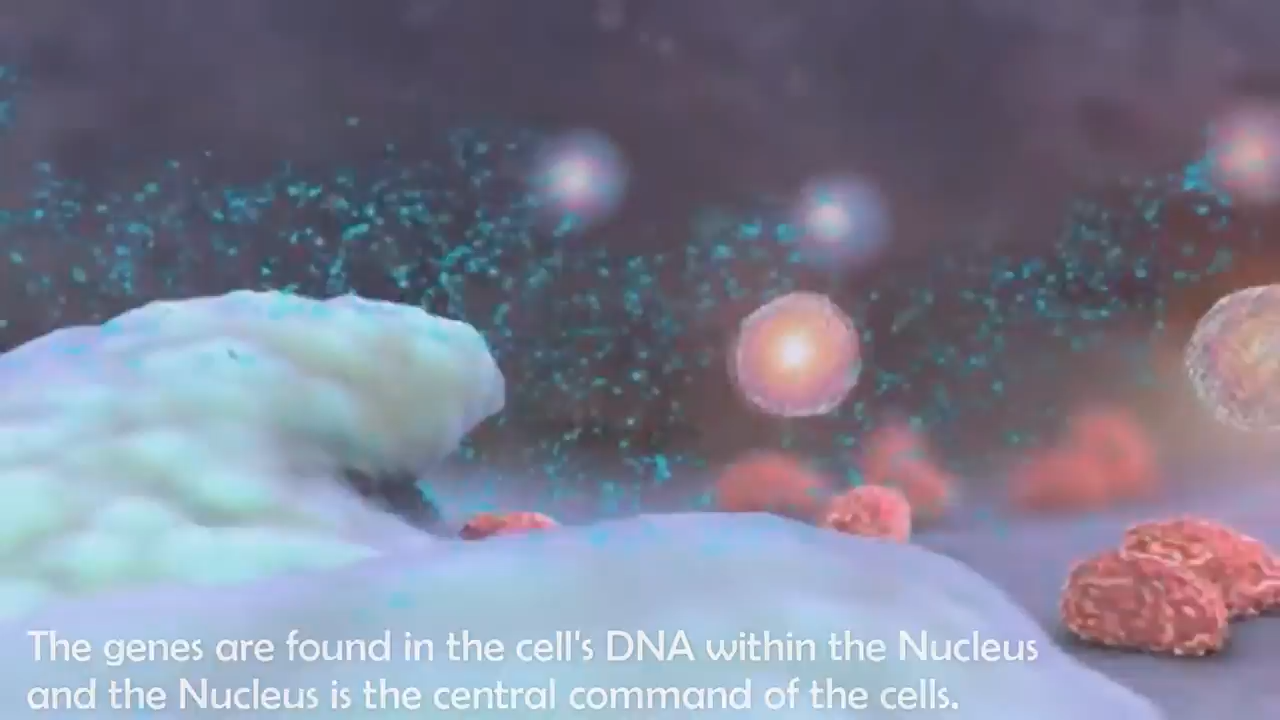 The genes are found in the cell's DNA within the Nucleus
and the Nucleus is the central command of the cells.